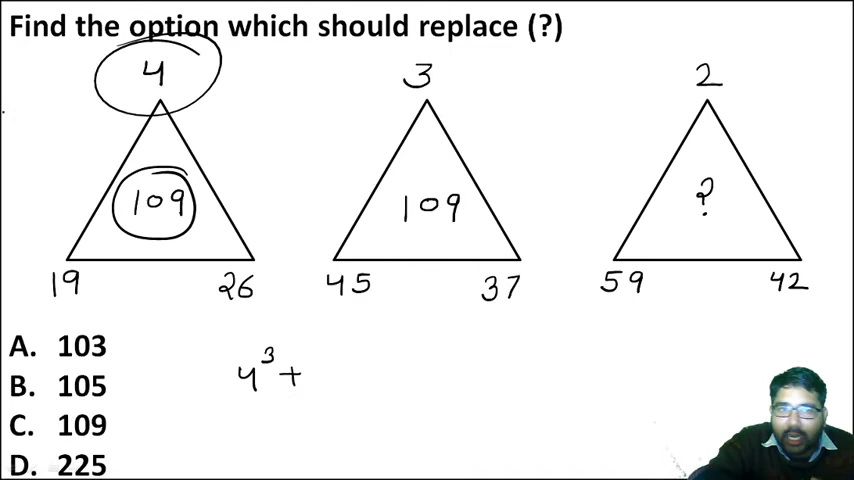 Find the option which should replace (?)
4 3 2
109 109 ?
19 26 45 37 59 42
A. 103
B. 105
C. 109
D. 225
4³ +